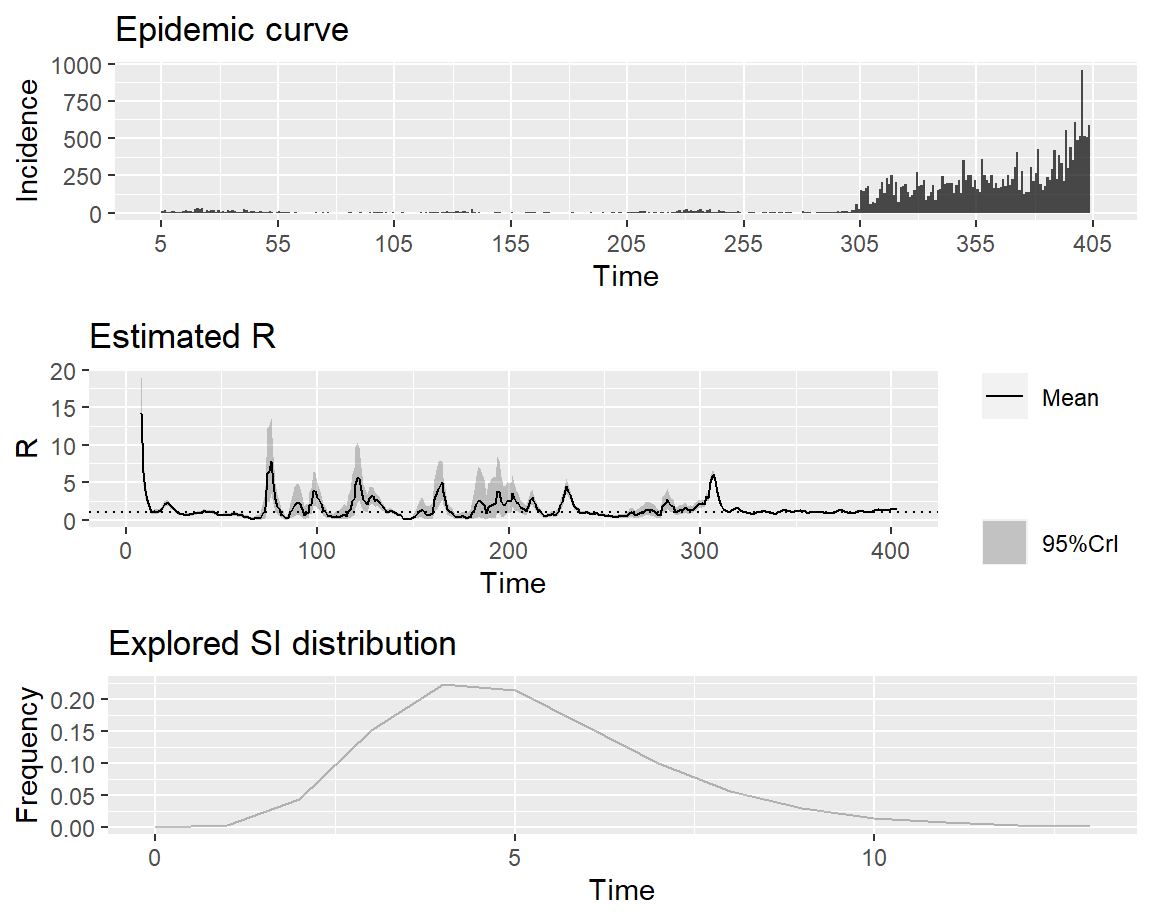 Epidemic curve
1000
750
500
250
0
Incidence
5 55 105 155 205 255 305 355 405
Time
Estimated R
20
15
10
5
0
R
0 100 200 300 400
Time
Mean
95%CrI
Explored SI distribution
0.20
0.15
0.10
0.05
0.00
Frequency
0 5 10
Time